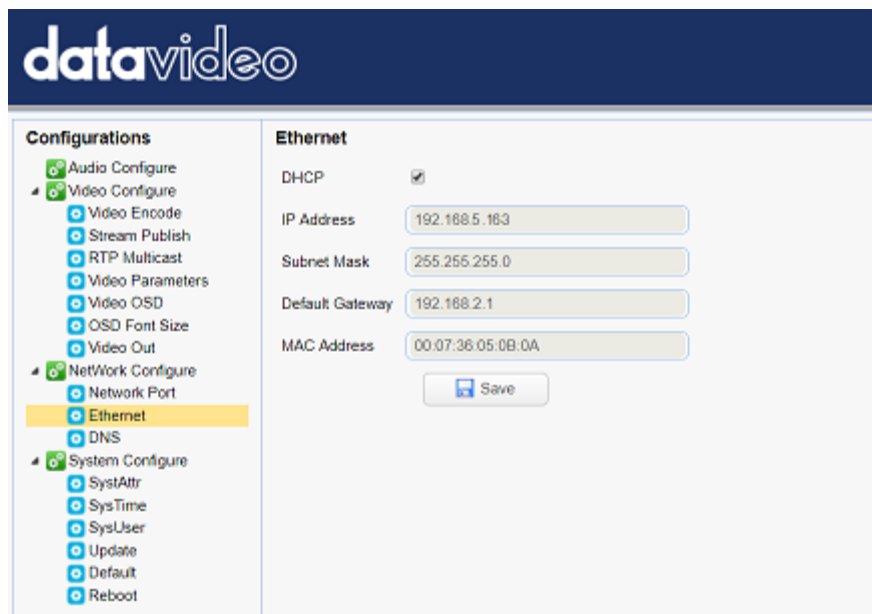 datavideo
Configurations
Audio Configure
Video Configure
Video Encode
Stream Publish
RTP Multicast
Video Parameters
Video OSD
OSD Font Size
Video Out
NetWork Configure
Network Port
Ethernet
DNS
System Configure
SystAttr
SysTime
SysUser
Update
Default
Reboot
Ethernet
DHCP
IP Address 192.168.5.163
Subnet Mask 255.255.255.0
Default Gateway 192.168.2.1
MAC Address 00:07:36:05:0B:0A
Save